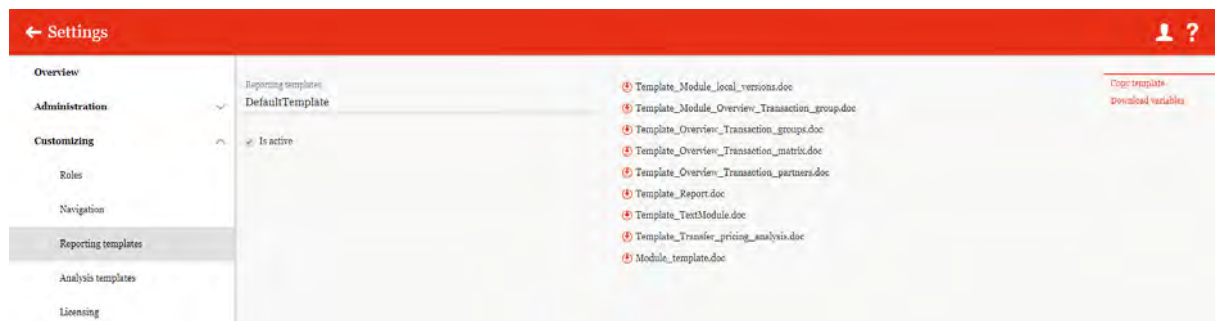 ← Settings
?
Overview
Administration
Customizing
Roles
Navigation
Reporting templates
Analysis templates
Licensing
Reporting templates
DefaultTemplate
Is active
Template_Module_local_versions.doc
Template_Module_Overview_Transaction_group.doc
Template_Overview_Transaction_groups.doc
Template_Overview_Transaction_matrix.doc
Template_Overview_Transaction_partners.doc
Template_Report.doc
Template_TextModule.doc
Template_Transfer_pricing_analysis.doc
Module_template.doc
Copy template
Download variables